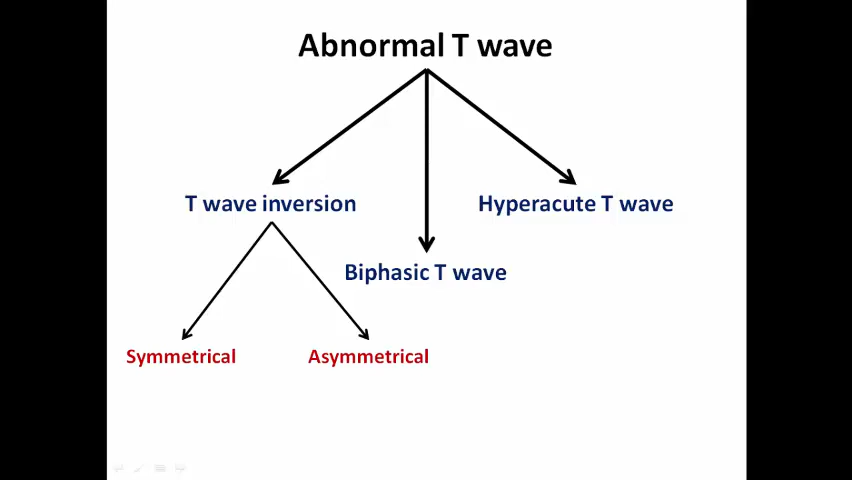 Abnormal T wave
T wave inversion
Hyperacute T wave
Biphasic T wave
Symmetrical
Asymmetrical